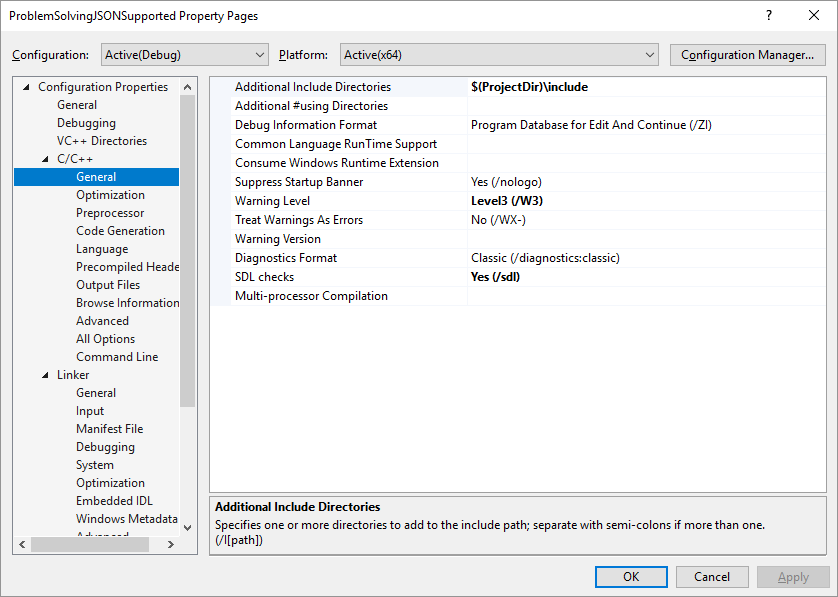 ProblemSolvingJSONSupported Property Pages
?
Configuration: Active(Debug) Platform: Active(x64) Configuration Manager...
Configuration Properties
General
Debugging
VC++ Directories
C/C++
General
Optimization
Preprocessor
Code Generation
Language
Precompiled Heade
Output Files
Browse Information
Advanced
All Options
Command Line
Linker
General
Input
Manifest File
Debugging
System
Optimization
Embedded IDL
Windows Metadata
Advanced
Additional Include Directories $(ProjectDir)\include
Additional #using Directories
Debug Information Format Program Database for Edit And Continue (/ZI)
Common Language RunTime Support
Consume Windows Runtime Extension
Suppress Startup Banner Yes (/nologo)
Warning Level Level3 (/W3)
Treat Warnings As Errors No (/WX-)
Warning Version
Diagnostics Format Classic (/diagnostics:classic)
SDL checks Yes (/sdl)
Multi-processor Compilation
Additional Include Directories
Specifies one or more directories to add to the include path; separate with semi-colons if more than one.
(/I[path])
OK Cancel Apply